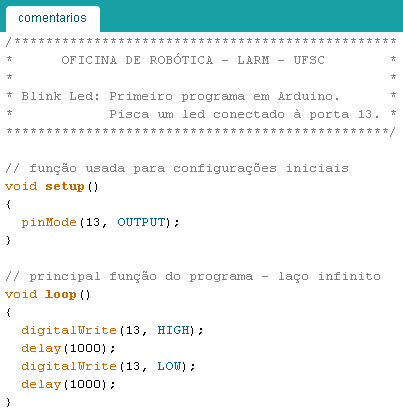 comentarios
/************************************************
*      OFICINA DE ROBÓTICA - LARM - UFSC        *
*                                               *
* Blink Led: Primeiro programa em Arduino.      *
*            Pisca um led conectado à porta 13. *
************************************************/
// função usada para configurações iniciais
void setup()
{
  pinMode(13, OUTPUT);
}
// principal função do programa - laço infinito
void loop()
{
  digitalWrite(13, HIGH);
  delay(1000);
  digitalWrite(13, LOW);
  delay(1000);
}